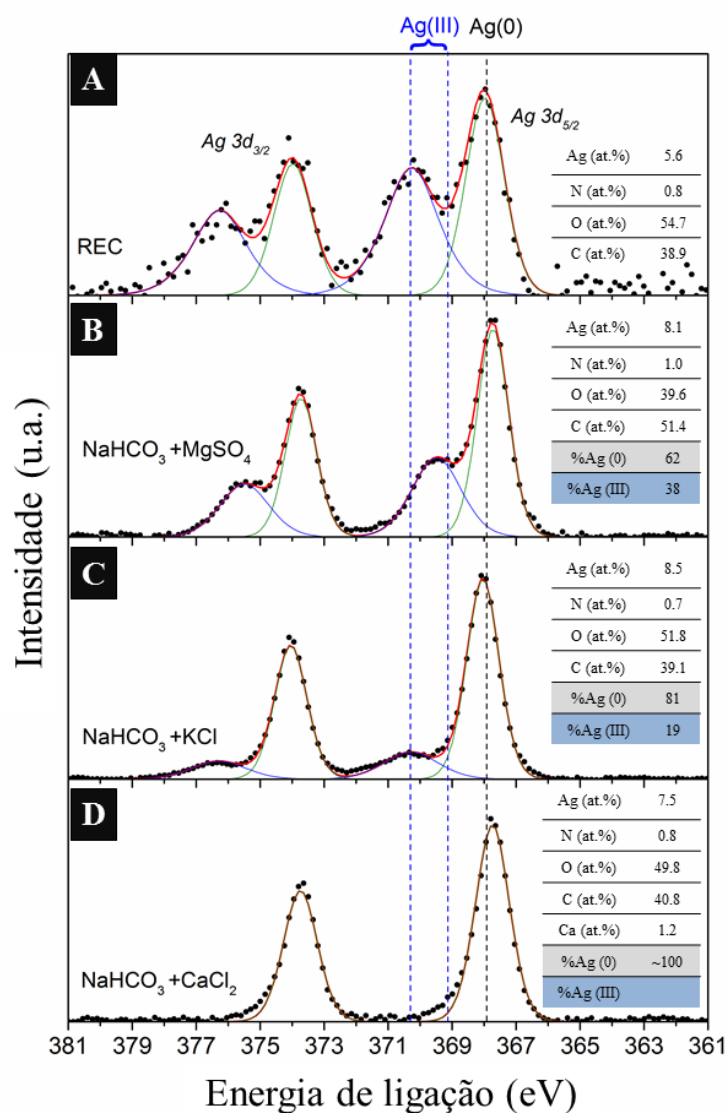 Ag(III) Ag(0)
A
Ag 3d3/2
Ag 3d5/2
REC
Ag (at.%) 5.6
N (at.%) 0.8
O (at.%) 54.7
C (at.%) 38.9
B
NaHCO3 +MgSO4
Ag (at.%) 8.1
N (at.%) 1.0
O (at.%) 39.6
C (at.%) 51.4
%Ag (0) 62
%Ag (III) 38
C
NaHCO3 +KCl
Ag (at.%) 8.5
N (at.%) 0.7
O (at.%) 51.8
C (at.%) 39.1
%Ag (0) 81
%Ag (III) 19
D
NaHCO3 +CaCl2
Ag (at.%) 7.5
N (at.%) 0.8
O (at.%) 49.8
C (at.%) 40.8
Ca (at.%) 1.2
%Ag (0) ~100
%Ag (III)
381 379 377 375 373 371 369 367 365 363 361
Energia de ligação (eV)
Intensidade (u.a.)